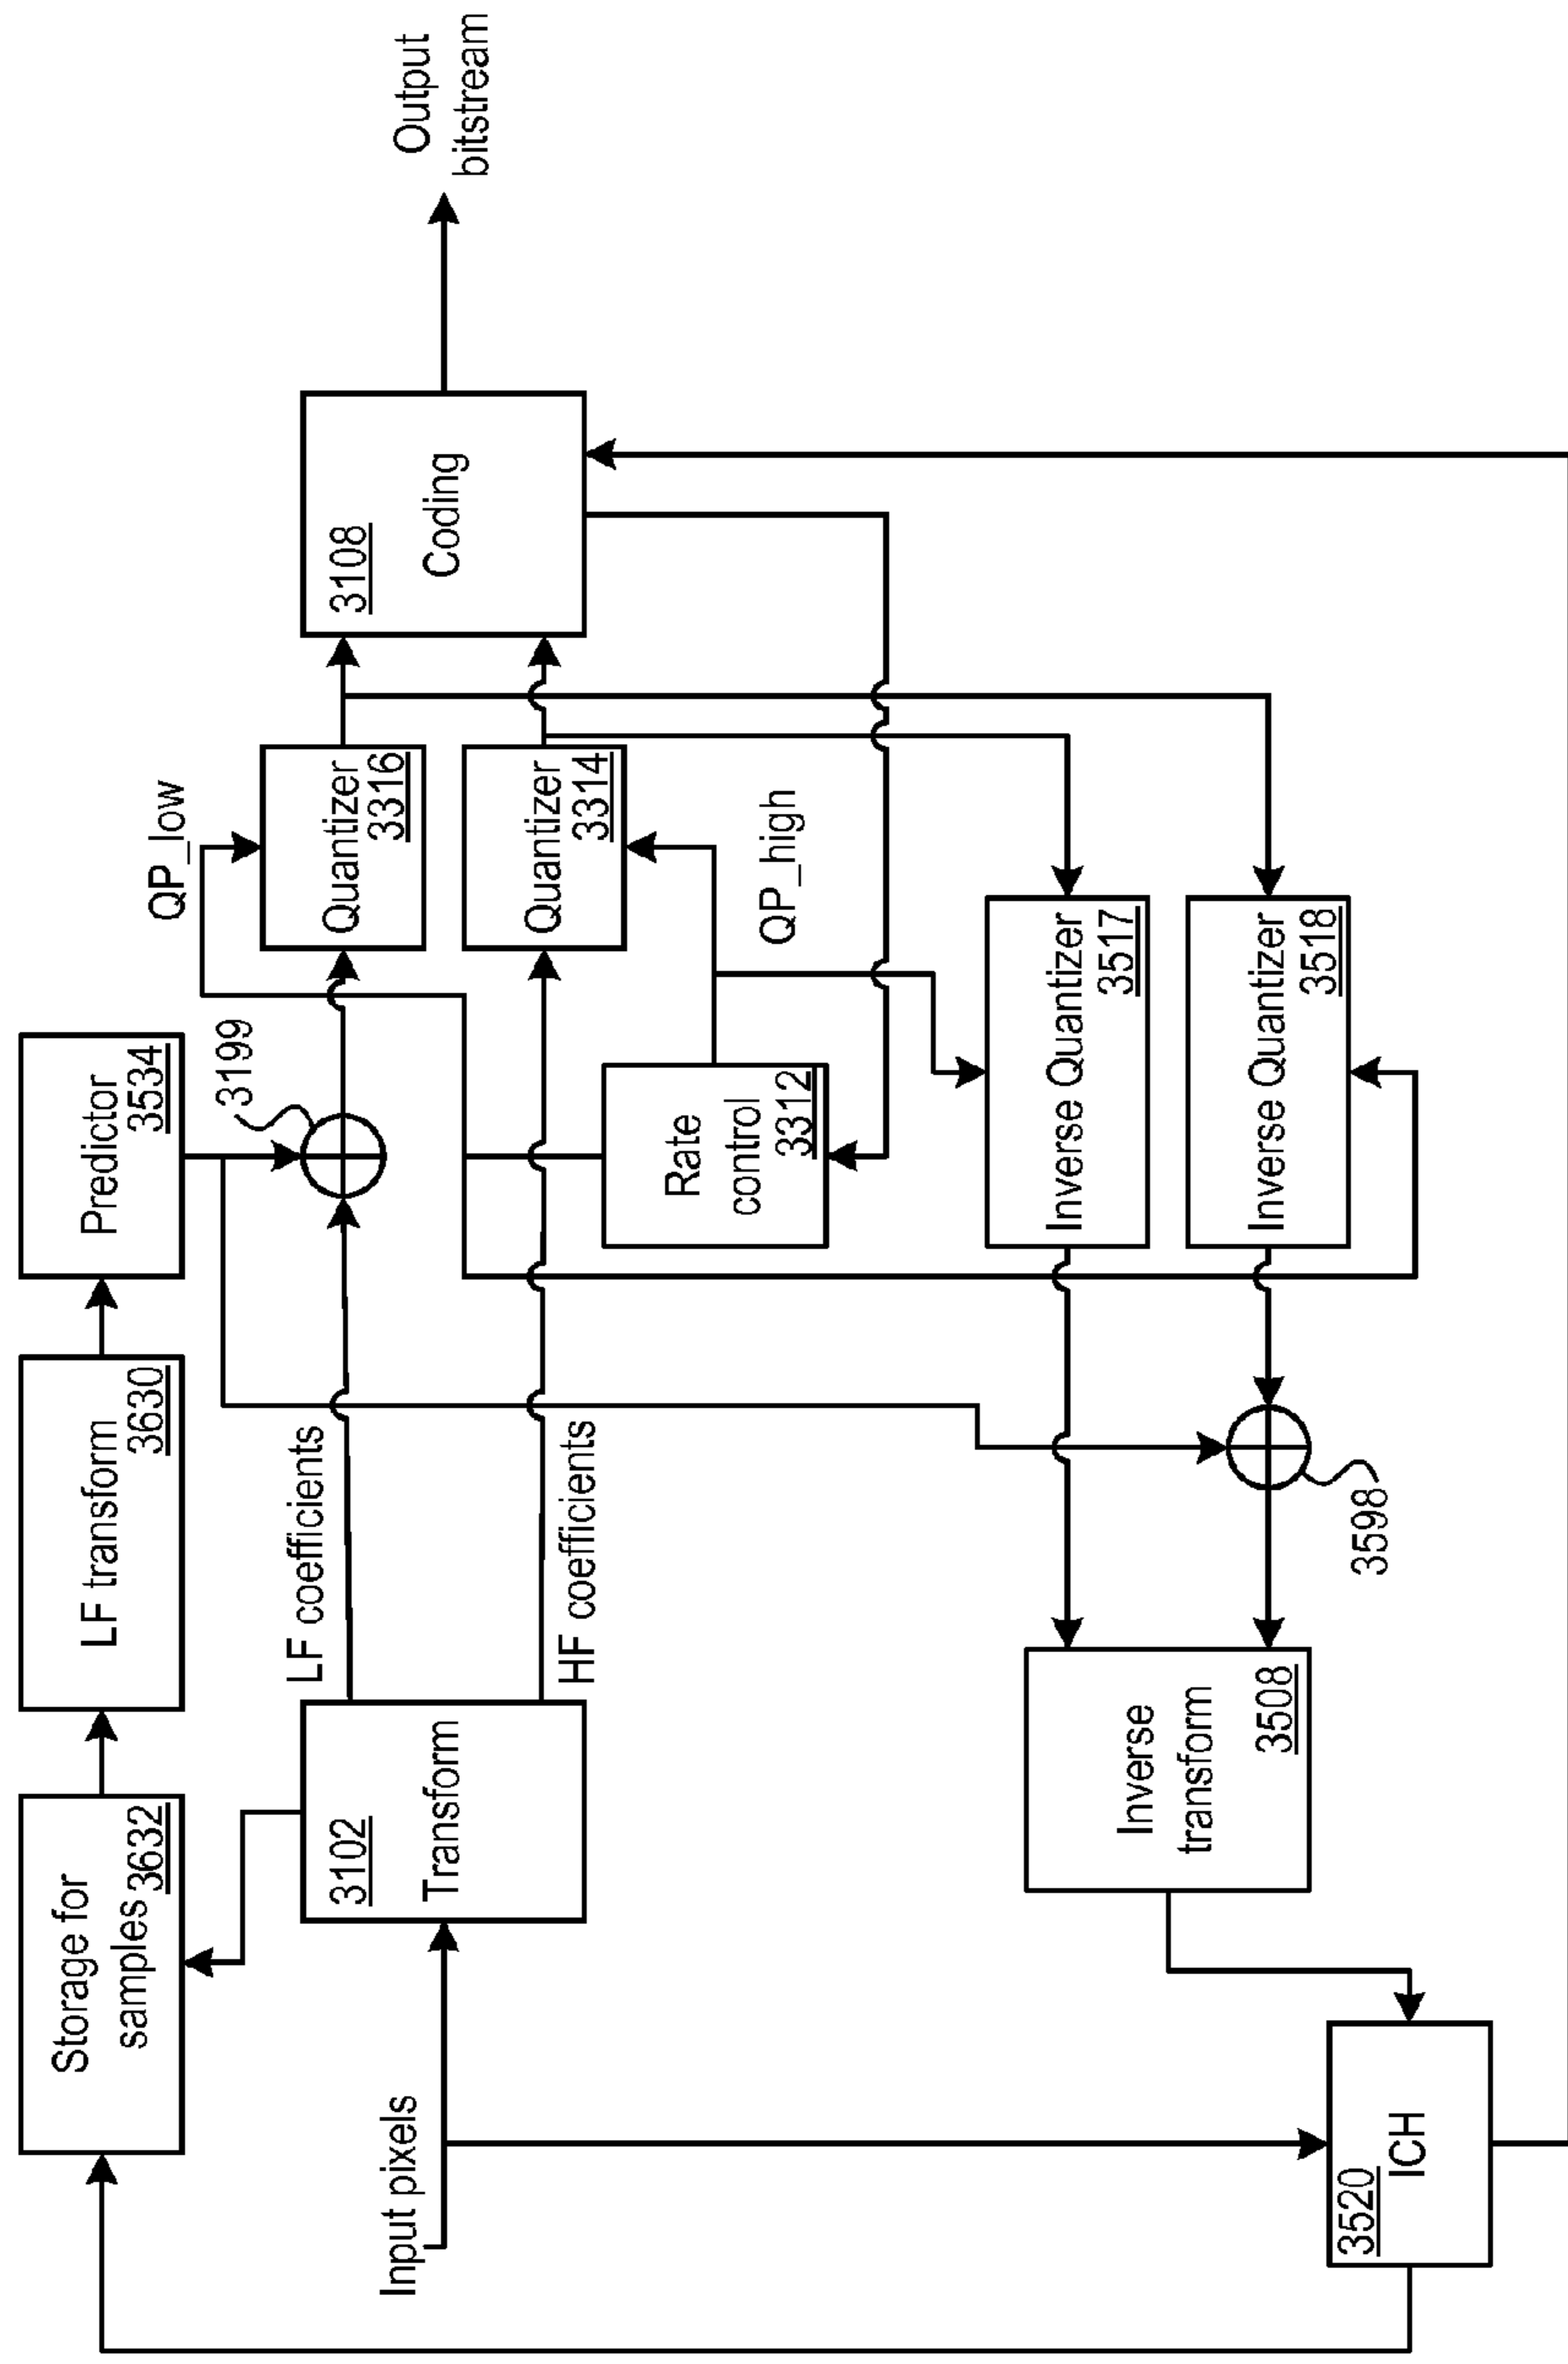 Storage for
samples 3632
LF transform
3630
Predictor
3534
3199
QP_low
Output
bitstream
Input pixels
3102
Transform
LF coefficients
HF coefficients
Quantizer
3316
Quantizer
3314
3108
Coding
Rate
control
3312
QP_high
Inverse Quantizer
3517
Inverse Quantizer
3518
3598
Inverse
transform
3508
3520
ICH